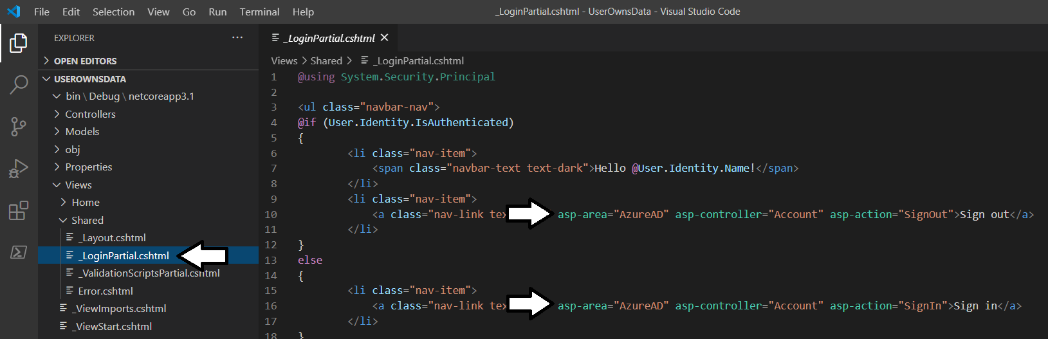 File Edit Selection View Go Run Terminal Help _LoginPartial.cshtml - UserOwnsData - Visual Studio Code
EXPLORER ...
OPEN EDITORS
USEROWNSDATA
bin \ Debug \ netcoreapp3.1
Controllers
Models
obj
Properties
Views
Home
Shared
_Layout.cshtml
_LoginPartial.cshtml
_ValidationScriptsPartial.cshtml
Error.cshtml
_ViewImports.cshtml
_ViewStart.cshtml
_LoginPartial.cshtml
Views > Shared > _LoginPartial.cshtml
1 @using System.Security.Principal
2
3 <ul class="navbar-nav">
4 @if (User.Identity.IsAuthenticated)
5 {
6 <li class="nav-item">
7 <span class="navbar-text text-dark">Hello @User.Identity.Name!</span>
8 </li>
9 <li class="nav-item">
10 <a class="nav-link te asp-area="AzureAD" asp-controller="Account" asp-action="SignOut">Sign out</a>
11 </li>
12 }
13 else
14 {
15 <li class="nav-item">
16 <a class="nav-link te asp-area="AzureAD" asp-controller="Account" asp-action="SignIn">Sign in</a>
17 </li>
18 }